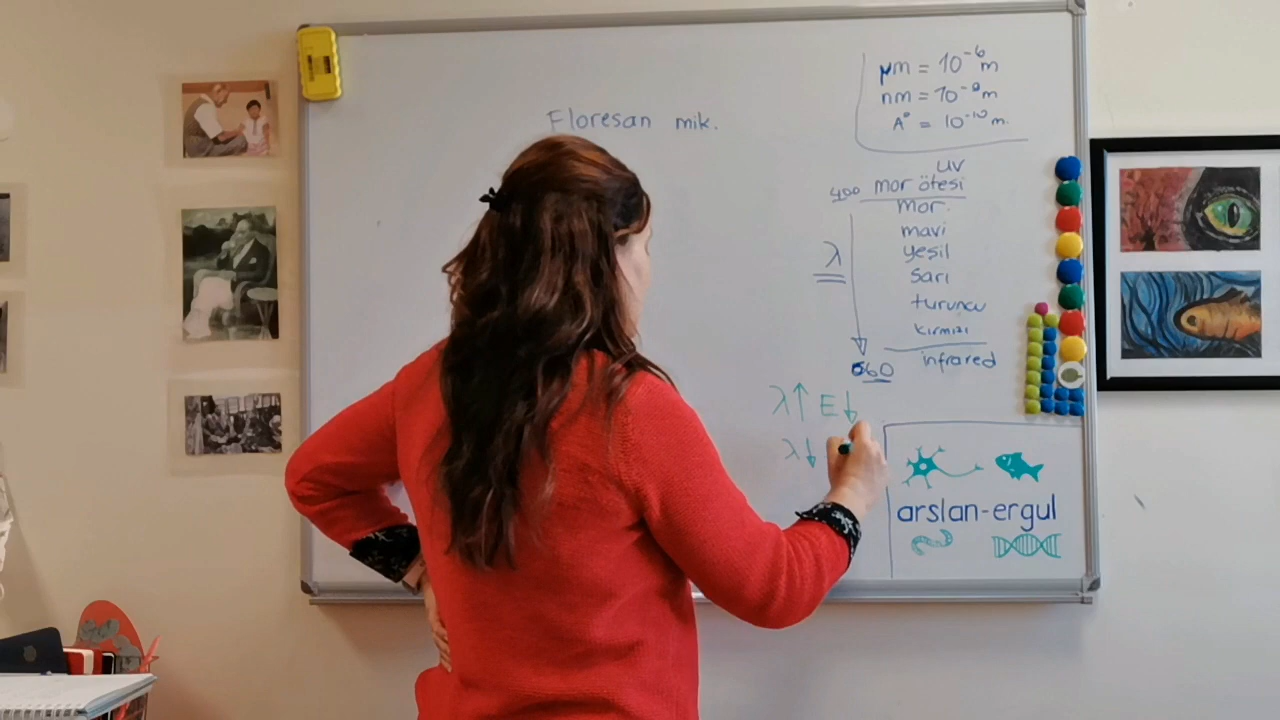 Floresan mik.
μm = 10⁻⁶ m
nm = 10⁻⁹ m
A° = 10⁻¹⁰ m.
UV
400 mor ötesi
mor.
mavi
λ yeşil
sarı
turuncu
kırmızı
infrared
λ↑ E↓
λ↓
arslan-ergul